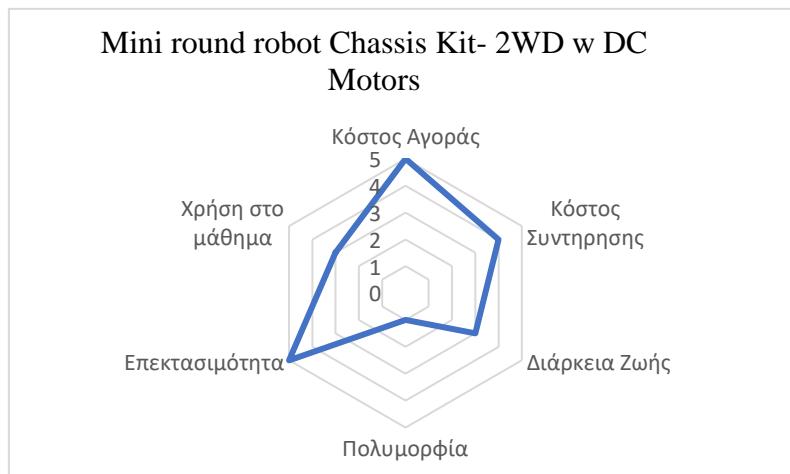 Mini round robot Chassis Kit- 2WD w DC
Motors
Κόστος Αγοράς
5
4
3
2
1
0
Κόστος
Συντηρησης
Διάρκεια Ζωής
Πολυμορφία
Επεκτασιμότητα
Χρήση στο
μάθημα